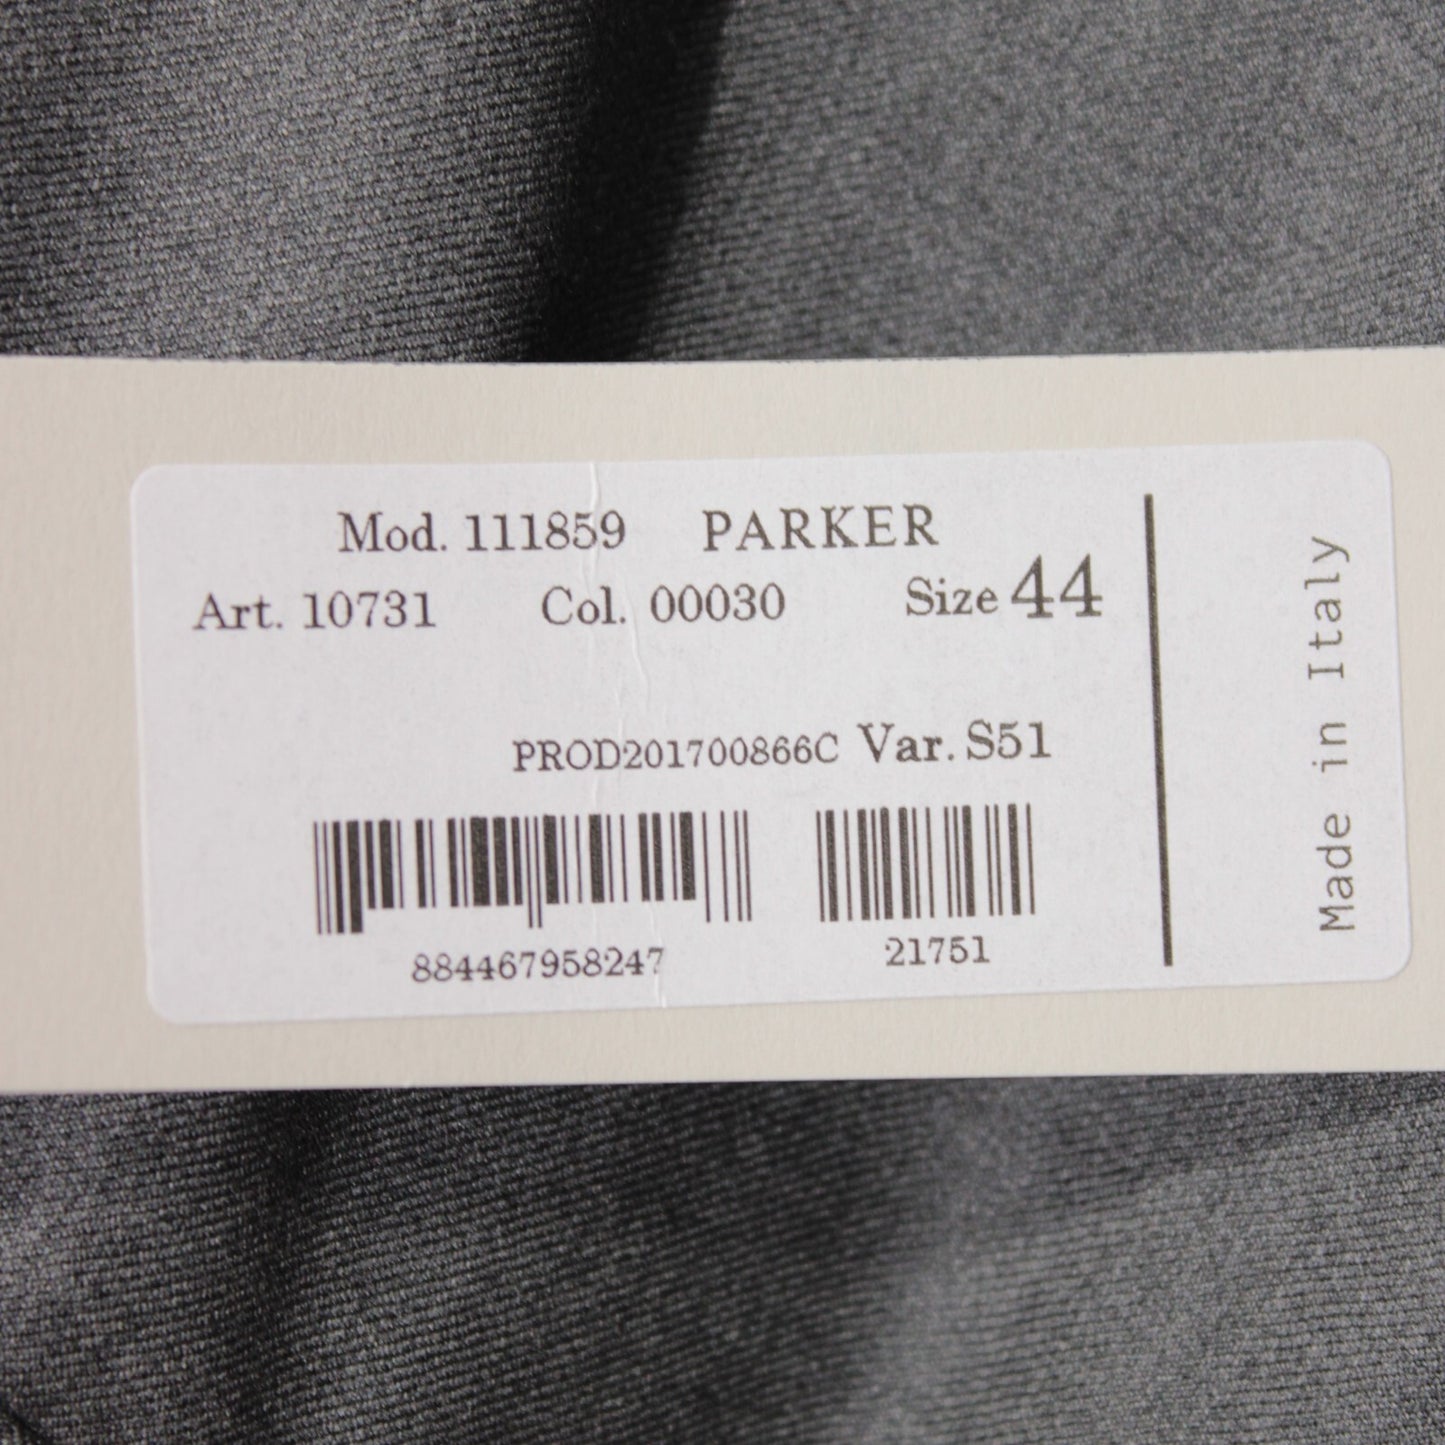 Mod. 111859 PARKER
Art. 10731 Col. 00030 Size 44
PROD201700866C Var. S51
884467958247 21751
Made in Italy